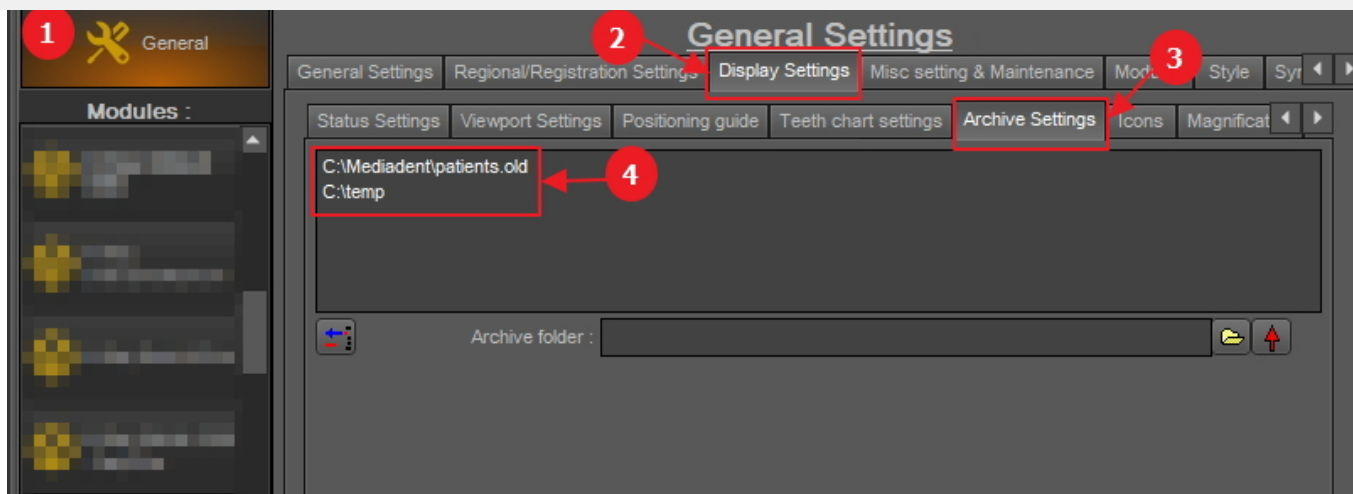 1
General
Modules :
General Settings
2
3
General Settings
Regional/Registration Settings
Display Settings
Misc setting & Maintenance
Style
Status Settings
Viewport Settings
Positioning guide
Teeth chart settings
Archive Settings
Icons
C:\Mediadent\patients.old
C:\temp
4
Archive folder :